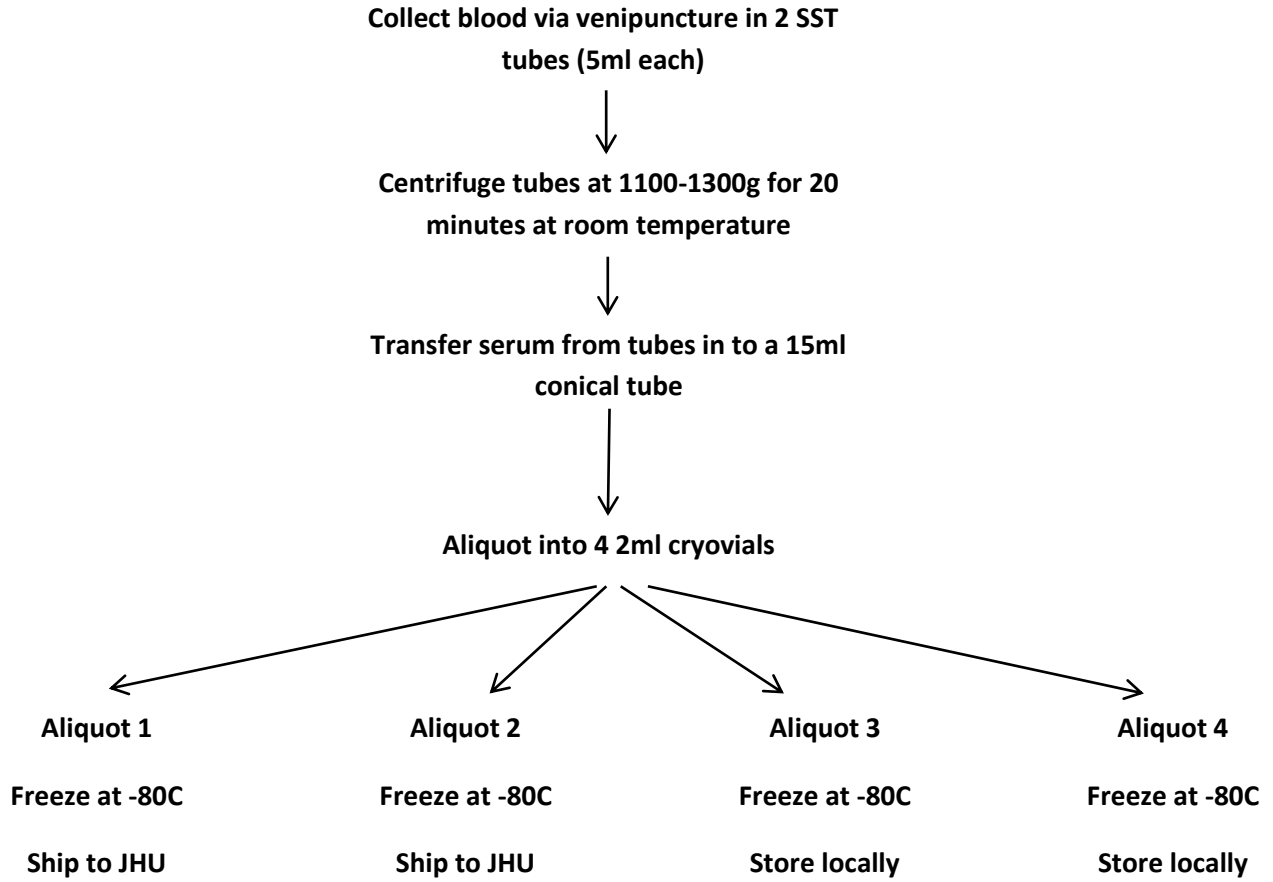 Collect blood via venipuncture in 2 SST
tubes (5ml each)
Centrifuge tubes at 1100-1300g for 20
minutes at room temperature
Transfer serum from tubes in to a 15ml
conical tube
Aliquot into 4 2ml cryovials
Aliquot 1
Freeze at -80C
Ship to JHU
Aliquot 2
Freeze at -80C
Ship to JHU
Aliquot 3
Freeze at -80C
Store locally
Aliquot 4
Freeze at -80C
Store locally